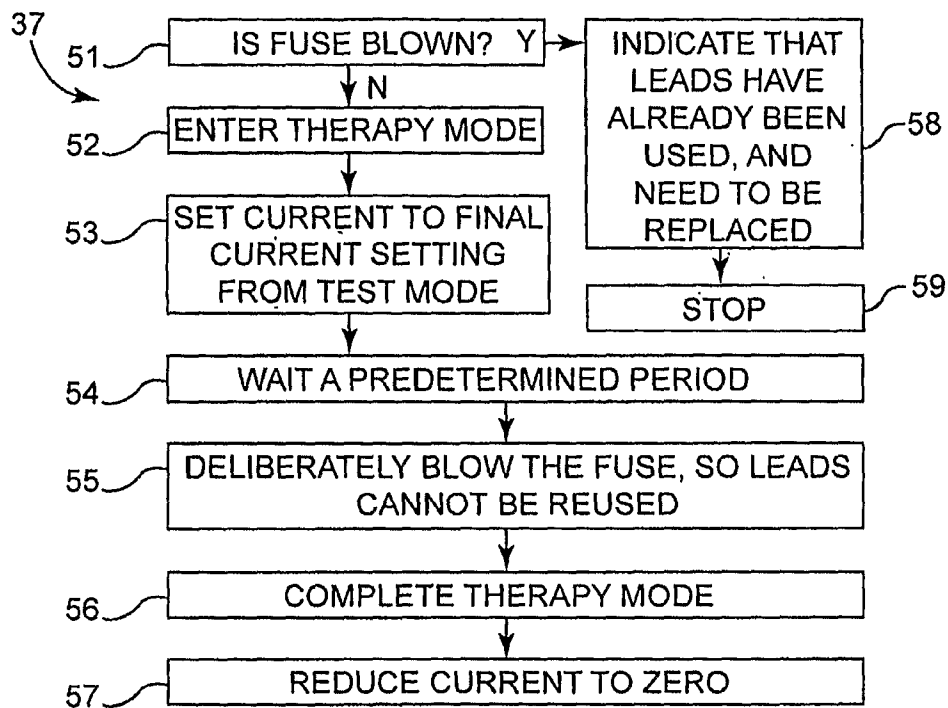 37
51
IS FUSE BLOWN? Y
N
52
ENTER THERAPY MODE
53
SET CURRENT TO FINAL
CURRENT SETTING
FROM TEST MODE
INDICATE THAT
LEADS HAVE
ALREADY BEEN
USED, AND
NEED TO BE
REPLACED
58
STOP
59
54
WAIT A PREDETERMINED PERIOD
55
DELIBERATELY BLOW THE FUSE, SO LEADS
CANNOT BE REUSED
56
COMPLETE THERAPY MODE
57
REDUCE CURRENT TO ZERO